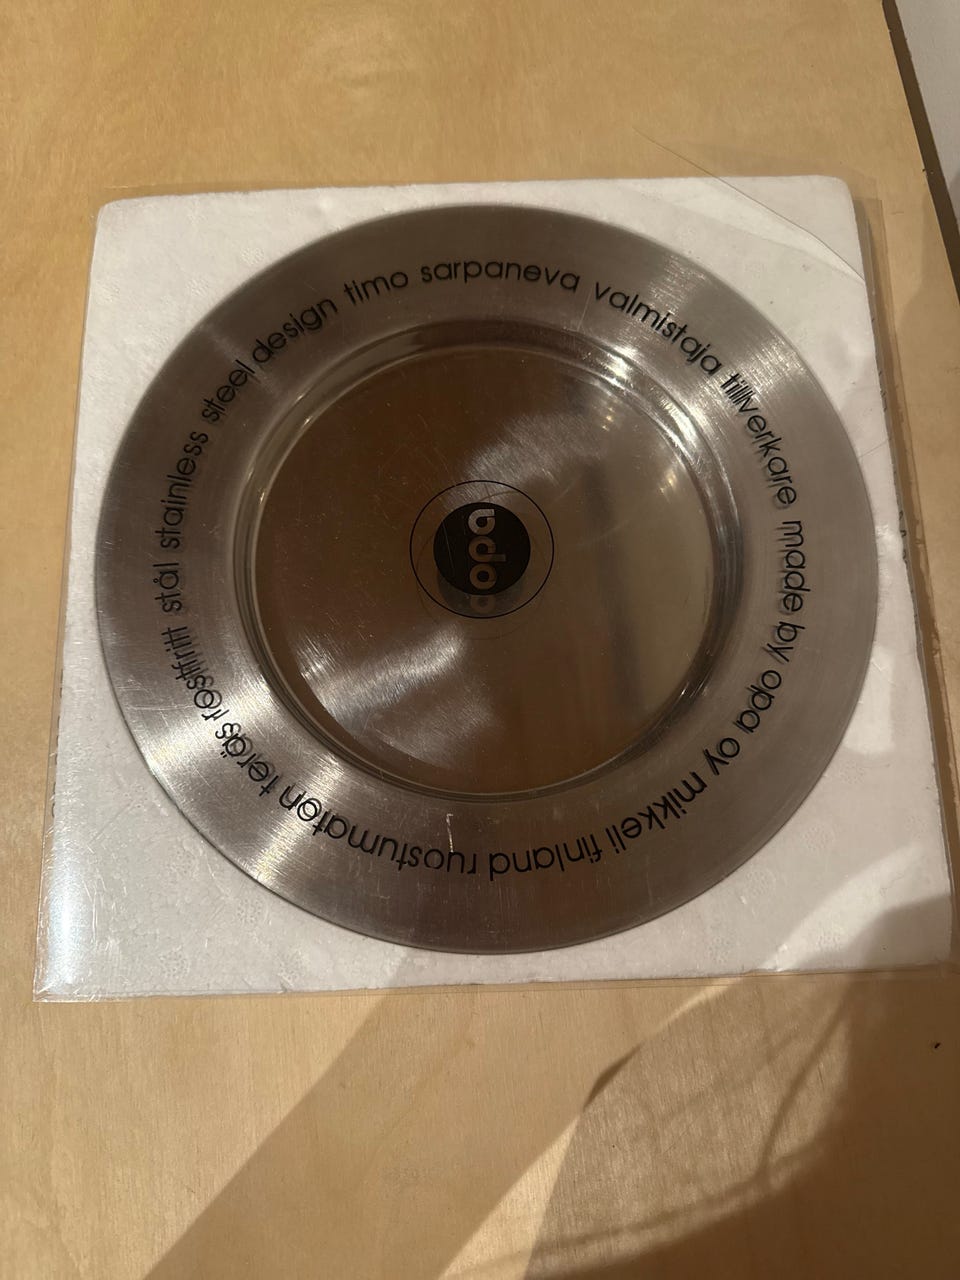 design timo sarpaneva valmistaja tillverkare made by opa oy mikkeli finland ruostumaton teräs rostfritt stål stainless steel
opa